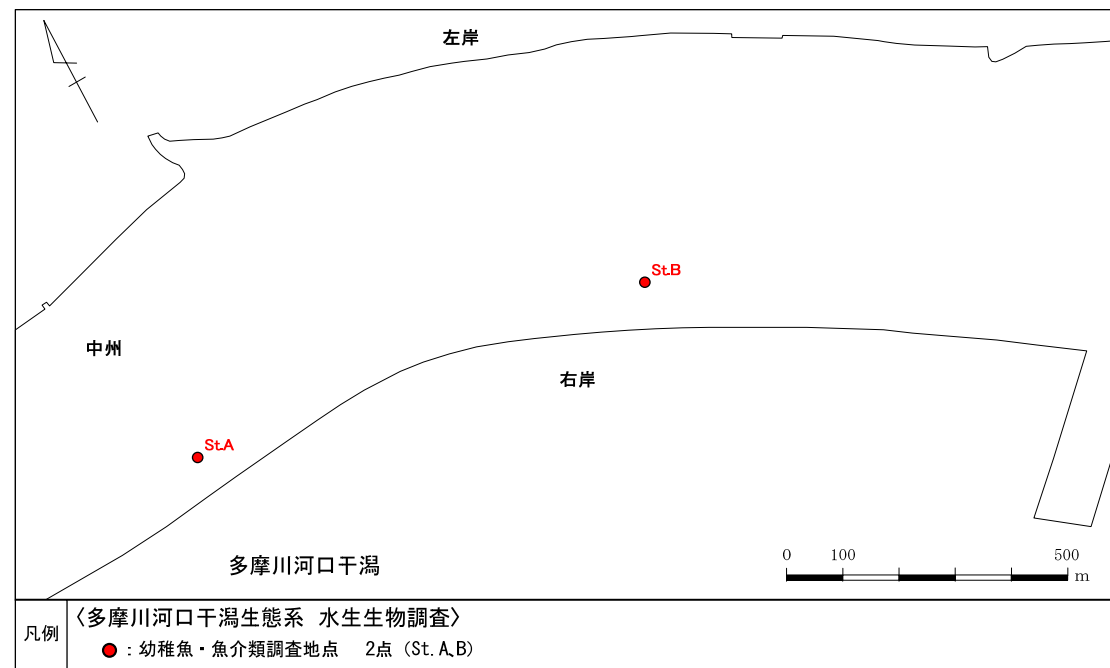 左岸
St.B
中州
右岸
St.A
0 100 500
m
多摩川河口干潟
凡例
〈多摩川河口干潟生態系 水生生物調査〉
：幼稚魚・魚介類調査地点 2点 (St. A,B)